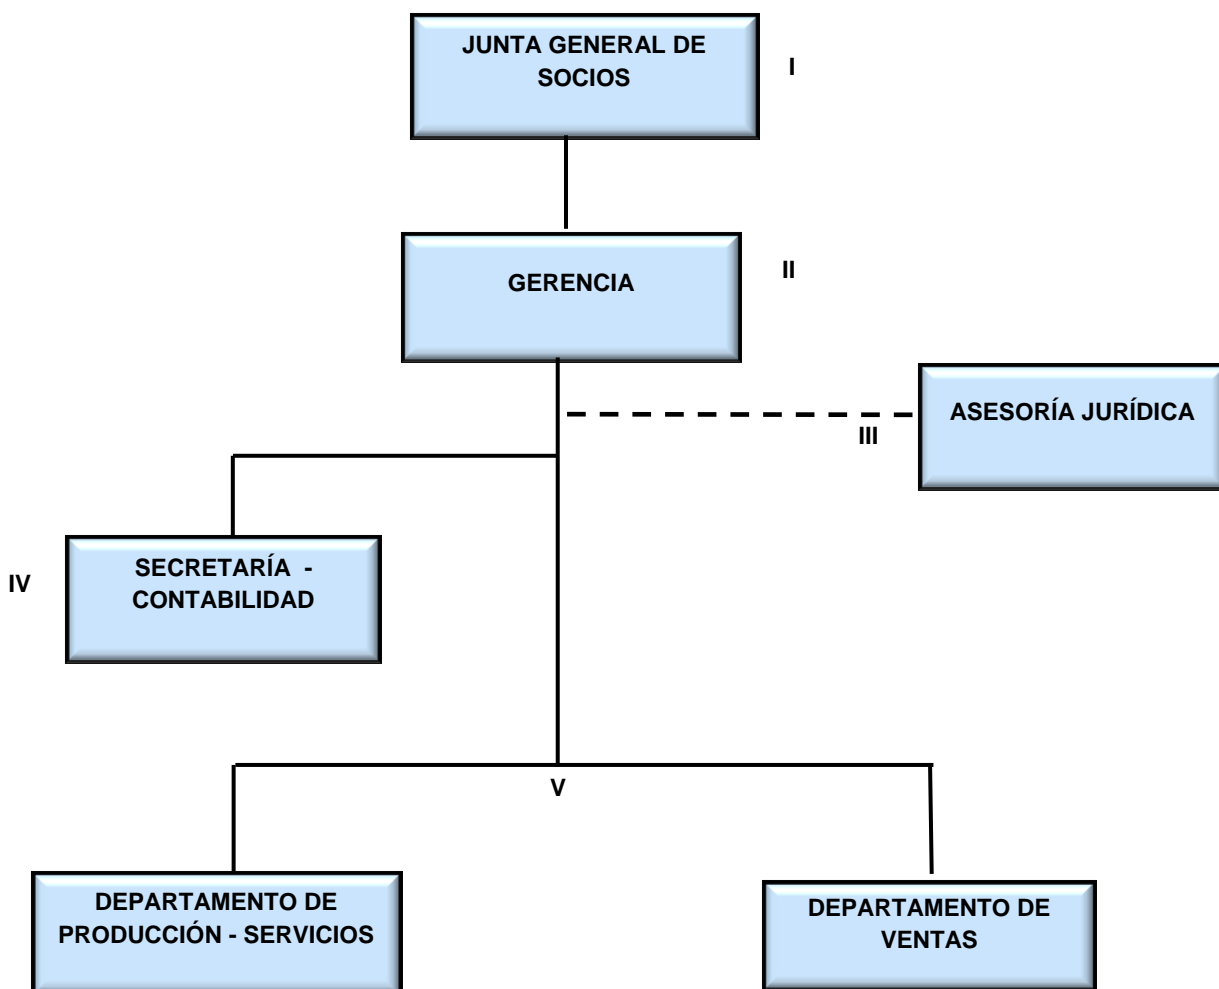 JUNTA GENERAL DE
SOCIOS
I
GERENCIA
II
ASESORÍA JURÍDICA
III
SECRETARÍA  -
CONTABILIDAD
IV
V
DEPARTAMENTO DE
PRODUCCIÓN - SERVICIOS
DEPARTAMENTO DE
VENTAS